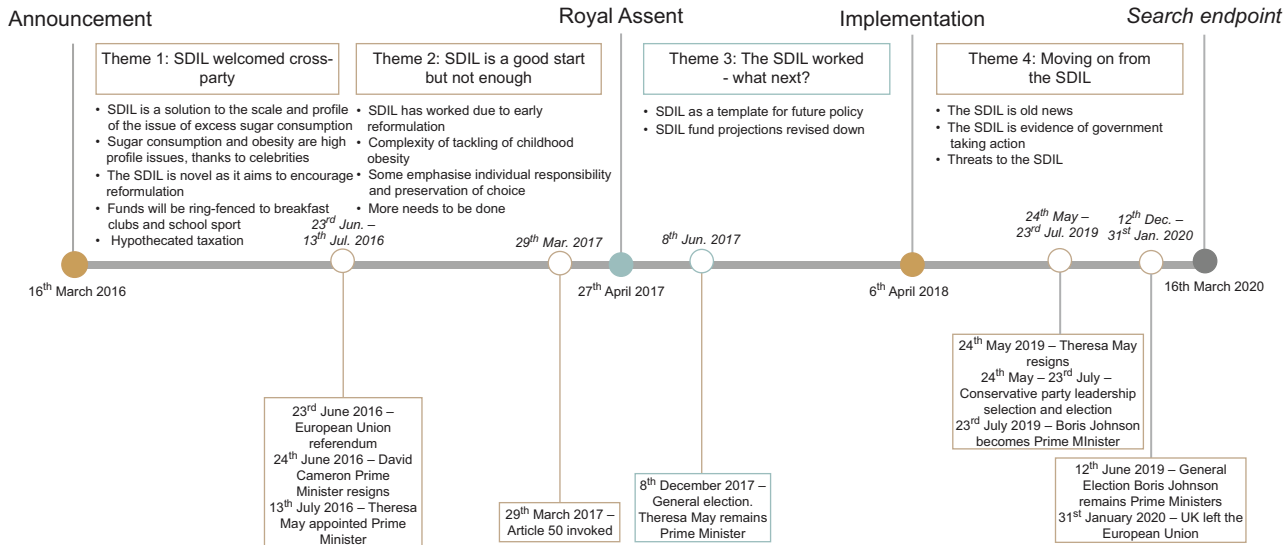 Announcement
Royal Assent
Implementation
Search endpoint
Theme 1: SDIL welcomed cross-
party
Theme 2: SDIL is a good start
but not enough
Theme 3: The SDIL worked
- what next?
Theme 4: Moving on from
the SDIL
• SDIL is a solution to the scale and profile
of the issue of excess sugar consumption
• Sugar consumption and obesity are high
profile issues, thanks to celebrities
• The SDIL is novel as it aims to encourage
reformulation
• Funds will be ring-fenced to breakfast
clubs and school sport
• Hypothecated taxation
• SDIL has worked due to early
reformulation
• Complexity of tackling of childhood
obesity
• Some emphasise individual responsibility
and preservation of choice
• More needs to be done
• SDIL as a template for future policy
• SDIL fund projections revised down
• The SDIL is old news
• The SDIL is evidence of government
taking action
• Threats to the SDIL
23rd Jun. –
13th Jul. 2016
29th Mar. 2017
8th Jun. 2017
24th May –
23rd Jul. 2019
12th Dec. –
31st Jan. 2020
16th March 2016
27th April 2017
6th April 2018
16th March 2020
23rd June 2016 –
European Union
referendum
24th June 2016 – David
Cameron Prime
Minister resigns
13th July 2016 – Theresa
May appointed Prime
Minister
29th March 2017 –
Article 50 invoked
8th December 2017 –
General election.
Theresa May remains
Prime Minister
24th May 2019 – Theresa May
resigns
24th May – 23rd July –
Conservative party leadership
selection and election
23rd July 2019 – Boris Johnson
becomes Prime MInister
12th June 2019 – General
Election Boris Johnson
remains Prime Ministers
31st January 2020 – UK left the
European Union